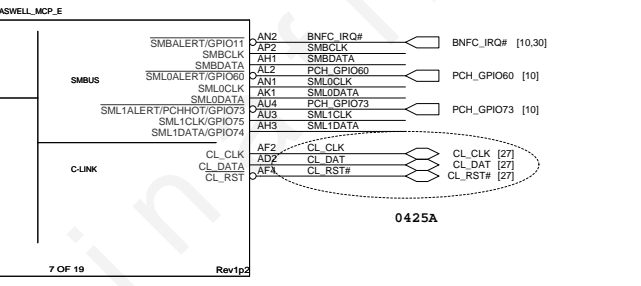 ASWELL_MCP_E
SMBALERT/GPIO11 AN2 BNFC_IRQ# BNFC_IRQ# [10,30]
SMBCLK AP2 SMBCLK
SMBDATA AH1 SMBDATA
SMBUS SML0ALERT/GPIO60 AL2 PCH_GPIO60 PCH_GPIO60 [10]
SML0CLK AN1 SML0CLK
SML0DATA AK1 SML0DATA
SML1ALERT/PCHHOT/GPIO73 AU4 PCH_GPIO73 PCH_GPIO73 [10]
SML1CLK/GPIO75 AU3 SML1CLK
SML1DATA/GPIO74 AH3 SML1DATA
CL_CLK AF2 CL_CLK CL_CLK [27]
C-LINK CL_DATA AD2 CL_DAT CL_DAT [27]
CL_RST AF4 CL_RST# CL_RST# [27]
0425A
7 OF 19 Rev1p2